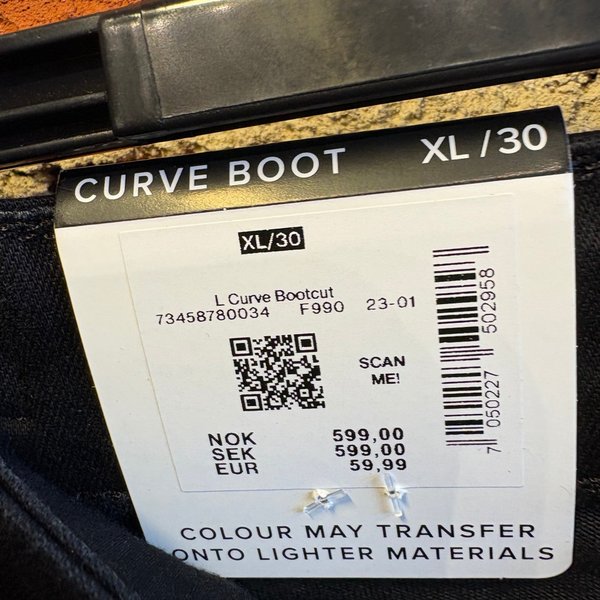 CURVE BOOT XL/30
XL/30
L Curve Bootcut
73458780034 F990 23-01
SCAN
ME!
7 050227 502958
NOK 599,00
SEK 599,00
EUR 59,99
COLOUR MAY TRANSFER
ONTO LIGHTER MATERIALS